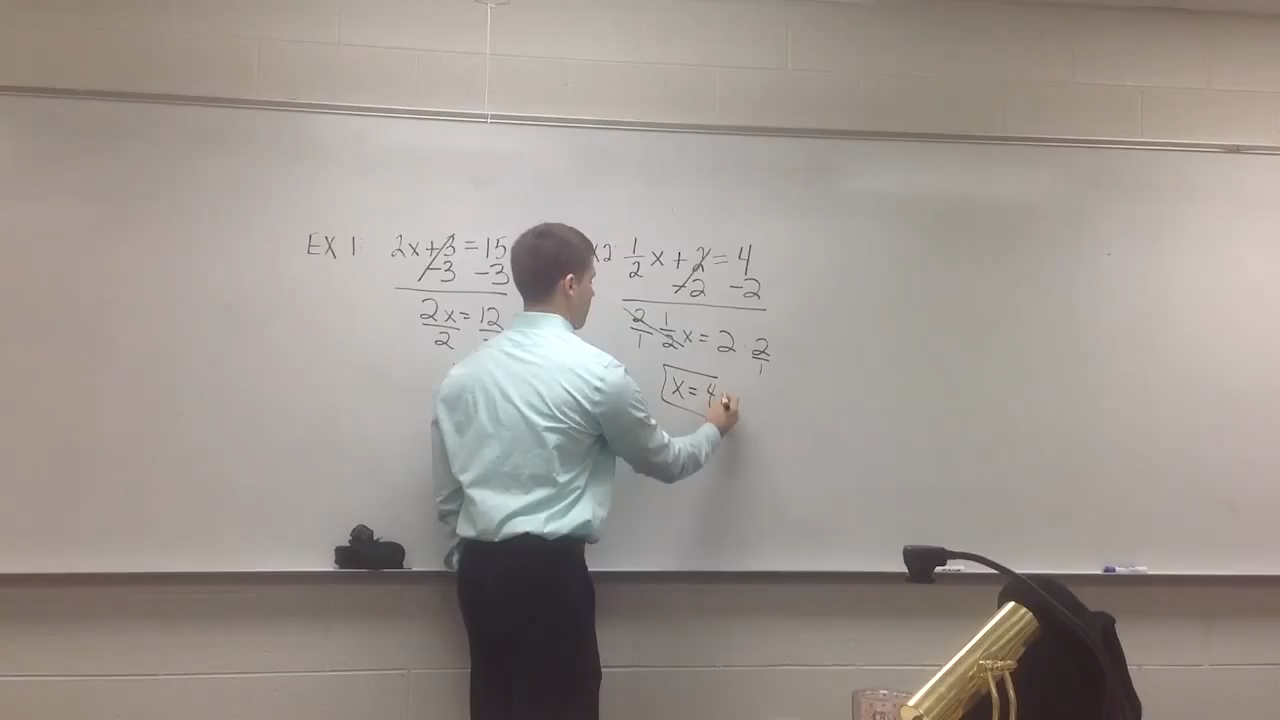 EX 1: 2x+3=15
-3 -3
2x=12
2
x2: 1/2 x + 2 = 4
-2 -2
2/1 1/2 x = 2 · 2/1
x = 4